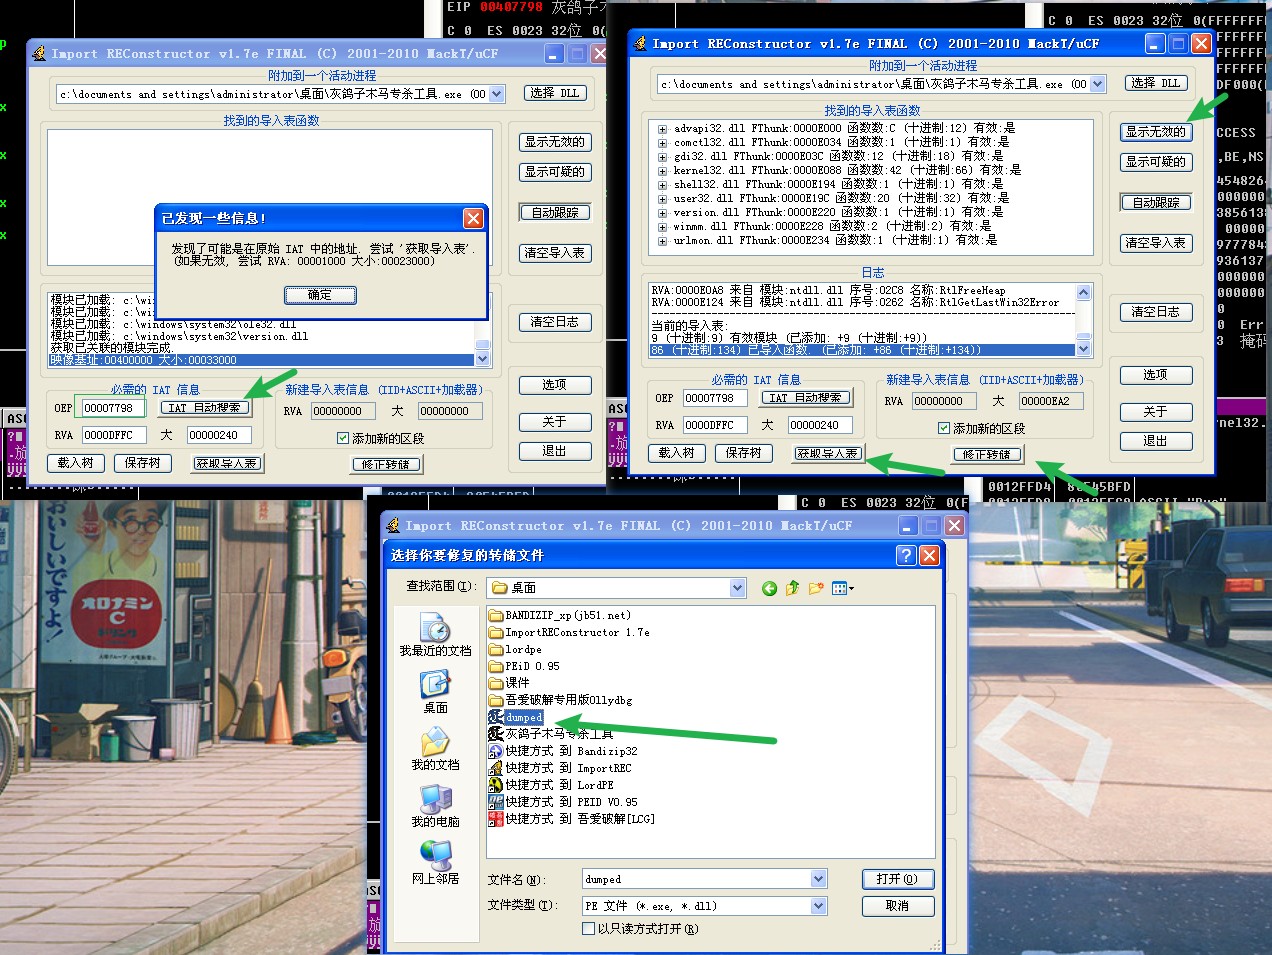 EIP 00407798 灰鸽子木
C 0 ES 0023 32位 0(
Import REConstructor v1.7e FINAL (C) 2001-2010 MackT/uCF
附加到一个活动进程
c:\documents and settings\administrator\桌面\灰鸽子木马专杀工具.exe (00
选择 DLL
找到的导入表函数
显示无效的
显示可疑的
自动跟踪
清空导入表
已发现一些信息!
发现了可能是在原始 IAT 中的地址. 尝试 '获取导入表'.
(如果无效, 尝试 RVA: 00001000 大小:00023000)
确定
模块已加载: c:\wi
模块已加载: c:\wi
模块已加载: c:\windows\system32\ole32.dll
模块已加载: c:\windows\system32\version.dll
获取已关联的模块完成.
映像基址:00400000 大小:00033000
清空日志
必需的 IAT 信息
OEP 00007798 IAT 自动搜索
RVA 0000DFFC 大 00000240
载入树 保存树 获取导入表
新建导入表信息 (IID+ASCII+加载器)
RVA 00000000 大 00000000
添加新的区段
修正转储
选项
关于
退出
C 0 ES 0023 32位 0(FFFFFFFF
Import REConstructor v1.7e FINAL (C) 2001-2010 MackT/uCF
附加到一个活动进程
c:\documents and settings\administrator\桌面\灰鸽子木马专杀工具.exe (00
选择 DLL
找到的导入表函数
advapi32.dll FThunk:0000E000 函数数:C (十进制:12) 有效:是
comctl32.dll FThunk:0000E034 函数数:1 (十进制:1) 有效:是
gdi32.dll FThunk:0000E03C 函数数:12 (十进制:18) 有效:是
kernel32.dll FThunk:0000E088 函数数:42 (十进制:66) 有效:是
shell32.dll FThunk:0000E194 函数数:1 (十进制:1) 有效:是
user32.dll FThunk:0000E19C 函数数:20 (十进制:32) 有效:是
version.dll FThunk:0000E220 函数数:1 (十进制:1) 有效:是
winmm.dll FThunk:0000E228 函数数:2 (十进制:2) 有效:是
urlmon.dll FThunk:0000E234 函数数:1 (十进制:1) 有效:是
显示无效的
显示可疑的
自动跟踪
清空导入表
日志
RVA:0000E0A8 来自 模块:ntdll.dll 序号:02C8 名称:RtlFreeHeap
RVA:0000E124 来自 模块:ntdll.dll 序号:0262 名称:RtlGetLastWin32Error
当前的导入表:
9 (十进制:9) 有效模块 (已添加: +9 (十进制:+9))
86 (十进制:134) 已导入函数. (已添加: +86 (十进制:+134))
清空日志
必需的 IAT 信息
OEP 00007798 IAT 自动搜索
RVA 0000DFFC 大 00000240
载入树 保存树 获取导入表
新建导入表信息 (IID+ASCII+加载器)
RVA 00000000 大 00000EA2
添加新的区段
修正转储
选项
关于
退出
0012FFD4
C 0 ES 0023 32位 0(F
Import REConstructor v1.7e FINAL (C) 2001-2010 MackT/uCF
选择你要修复的转储文件
查找范围(I): 桌面
我最近的文档
桌面
我的文档
我的电脑
网上邻居
BANDIZIP_xp(jb51.net)
ImportREConstructor 1.7e
lordpe
PEiD 0.95
课件
吾爱破解专用版Ollydbg
dumped
灰鸽子木马专杀工具
快捷方式 到 Bandizip32
快捷方式 到 ImportREC
快捷方式 到 LordPE
快捷方式 到 PEID V0.95
快捷方式 到 吾爱破解[LCG]
文件名(N): dumped 打开(O)
文件类型(T): PE 文件 (*.exe, *.dll) 取消
以只读方式打开(R)
おいしいですよ!
オロナミン
C
ドリンク